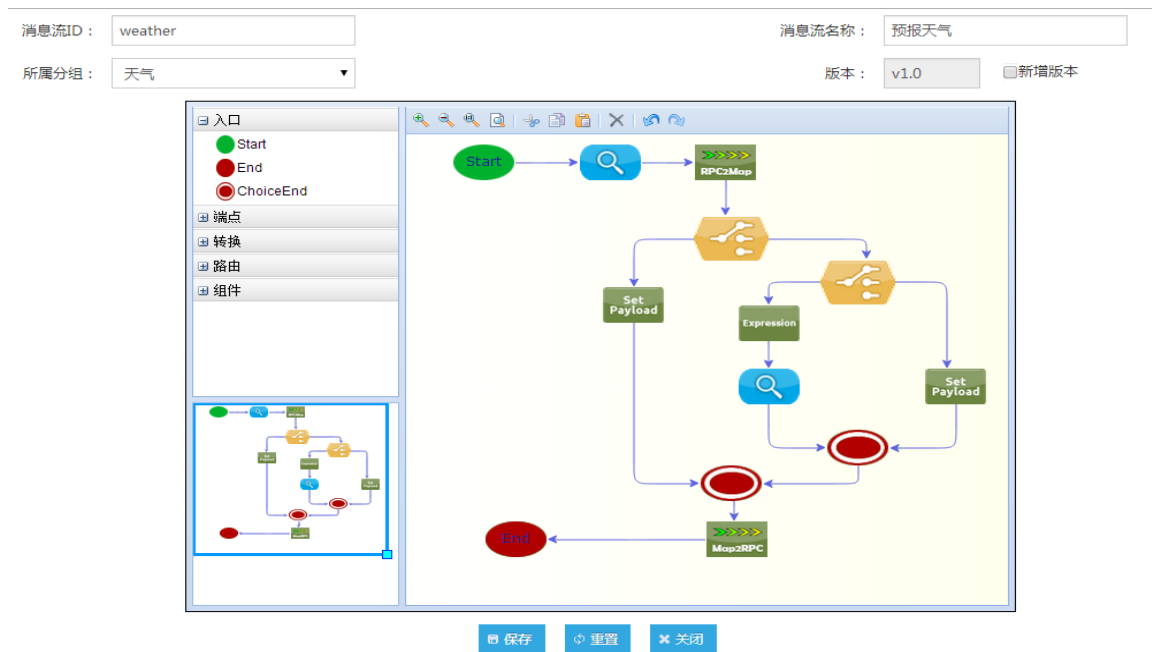 消息流ID： weather 消息流名称： 预报天气
所属分组： 天气 版本： v1.0 新增版本
入口
Start
End
ChoiceEnd
端点
转换
路由
组件
Start
RPC2Map
Set
Payload
Expression
Set
Payload
End
Map2RPC
保存 重置 关闭